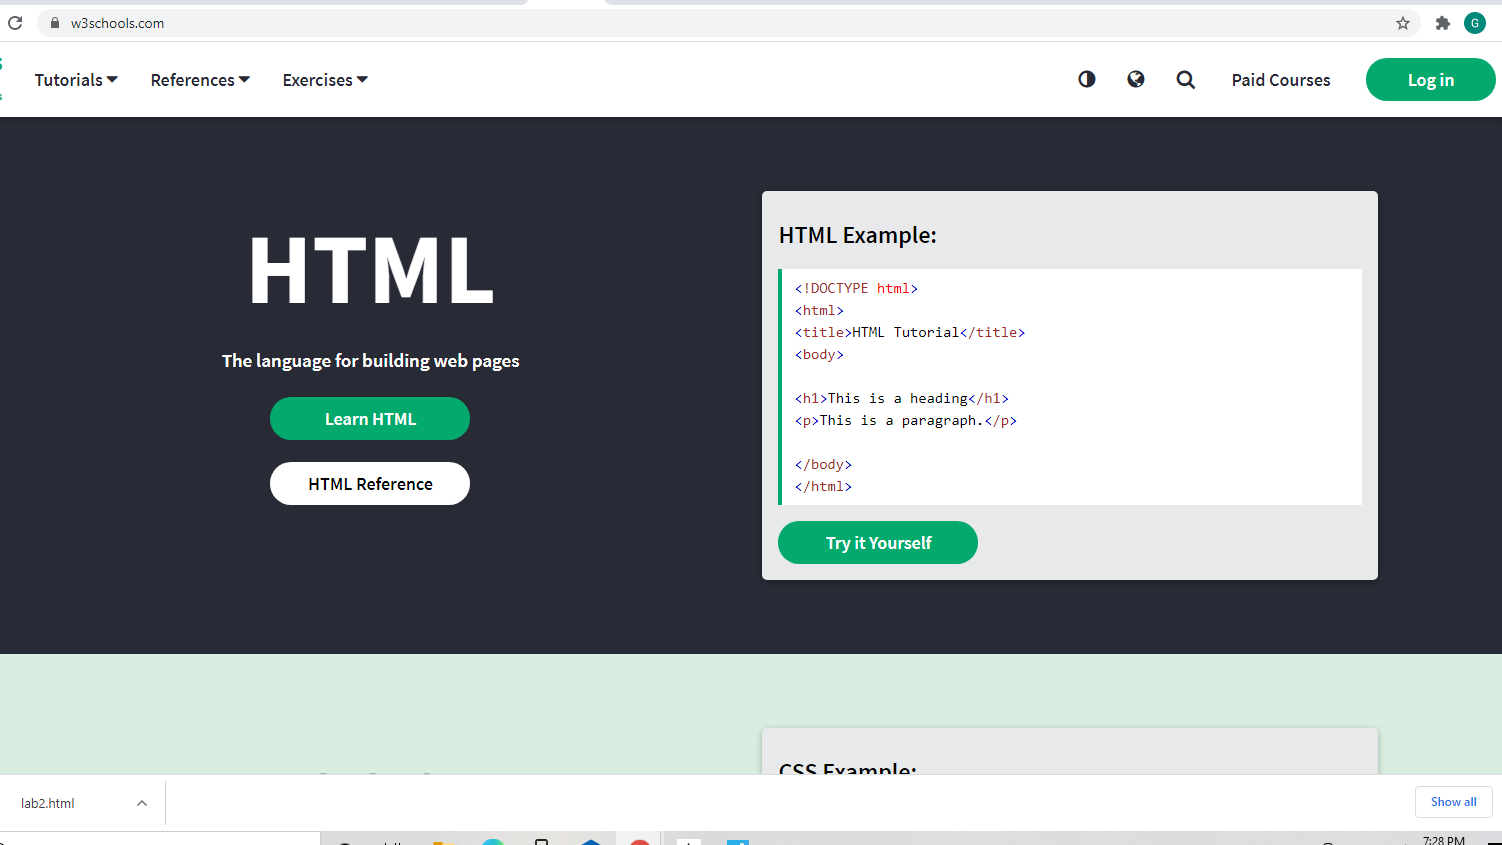 w3schools.com
G
Tutorials
References
Exercises
Paid Courses
Log in
HTML
The language for building web pages
Learn HTML
HTML Reference
HTML Example:
<!DOCTYPE html>
<html>
<title>HTML Tutorial</title>
<body>
<h1>This is a heading</h1>
<p>This is a paragraph.</p>
</body>
</html>
Try it Yourself
CSS Example:
lab2.html
Show all
7:28 PM